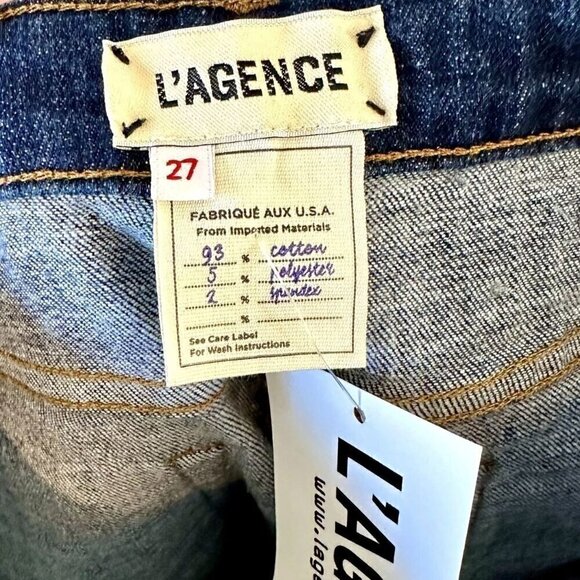 L'AGENCE
27
FABRIQUÉ AUX U.S.A.
From Imported Materials
93 % cotton
5 % polyester
2 % spandex
%
See Care Label
For Wash Instructions
L'AG
www.lage